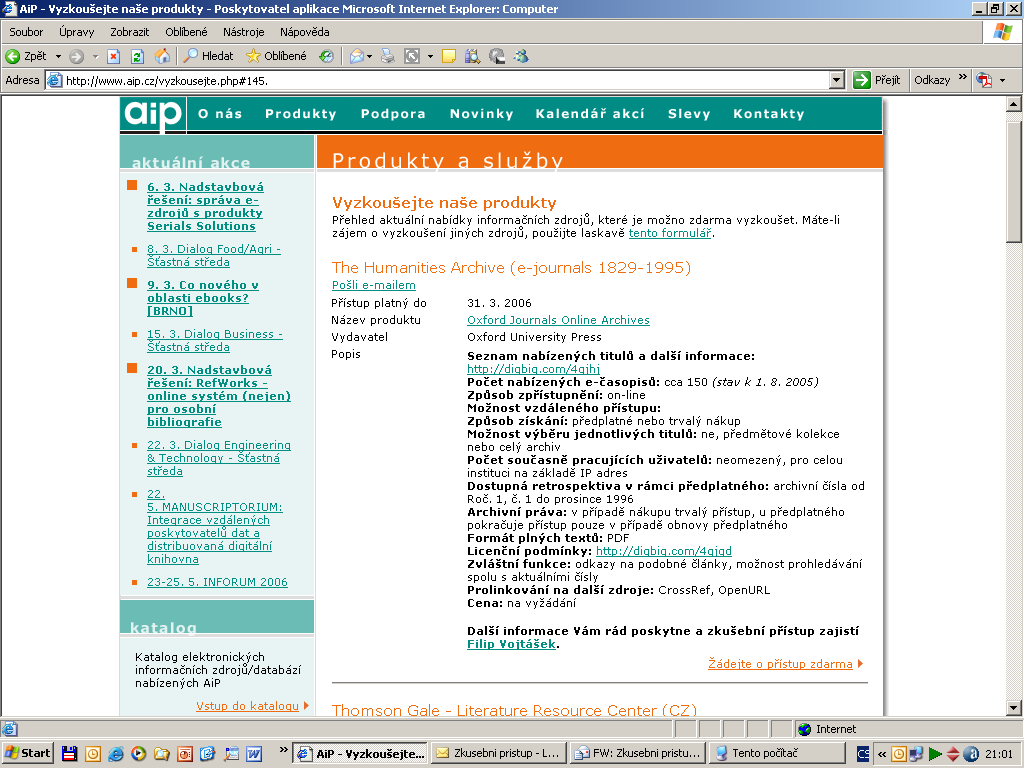 AiP - Vyzkoušejte naše produkty - Poskytovatel aplikace Microsoft Internet Explorer: Computer
Soubor Úpravy Zobrazit Oblíbené Nástroje Nápověda
Zpět Hledat Oblíbené
Adresa http://www.aip.cz/vyzkousejte.php#145. Přejít Odkazy »
aip
O nás Produkty Podpora Novinky Kalendář akcí Slevy Kontakty
aktuální akce
6. 3. Nadstavbová
řešení: správa e-
zdrojů s produkty
Serials Solutions
8. 3. Dialog Food/Agri -
Šťastná středa
9. 3. Co nového v
oblasti ebooks?
[BRNO]
15. 3. Dialog Business -
Šťastná středa
20. 3. Nadstavbová
řešení: RefWorks -
online systém (nejen)
pro osobní
bibliografie
22. 3. Dialog Engineering
& Technology - Šťastná
středa
22.
5. MANUSCRIPTORIUM:
Integrace vzdálených
poskytovatelů dat a
distribuovaná digitální
knihovna
23-25. 5. INFORUM 2006
katalog
Katalog elektronických
informačních zdrojů/databází
nabízených AiP
Vstup do katalogu
Produkty a služby
Vyzkoušejte naše produkty
Přehled aktuální nabídky informačních zdrojů, které je možno zdarma vyzkoušet. Máte-li
zájem o vyzkoušení jiných zdrojů, použijte laskavě tento formulář.
The Humanities Archive (e-journals 1829-1995)
Pošli e-mailem
Přístup platný do 31. 3. 2006
Název produktu Oxford Journals Online Archives
Vydavatel Oxford University Press
Popis Seznam nabízených titulů a další informace:
http://digbig.com/4gjhj
Počet nabízených e-časopisů: cca 150 (stav k 1. 8. 2005)
Způsob zpřístupnění: on-line
Možnost vzdáleného přístupu:
Způsob získání: předplatné nebo trvalý nákup
Možnost výběru jednotlivých titulů: ne, předmětové kolekce
nebo celý archiv
Počet současně pracujících uživatelů: neomezený, pro celou
instituci na základě IP adres
Dostupná retrospektiva v rámci předplatného: archivní čísla od
Roč. 1, č. 1 do prosince 1996
Archivní práva: v případě nákupu trvalý přístup, u předplatného
pokračuje přístup pouze v případě obnovy předplatného
Formát plných textů: PDF
Licenční podmínky: http://digbig.com/4gjgd
Zvláštní funkce: odkazy na podobné články, možnost prohledávání
spolu s aktuálními čísly
Prolinkování na další zdroje: CrossRef, OpenURL
Cena: na vyžádání
Další informace Vám rád poskytne a zkušební přístup zajistí
Filip Vojtášek.
Žádejte o přístup zdarma
Thomson Gale - Literature Resource Center (CZ)
Internet
Start » AiP - Vyzkoušejte... Zkusebni pristup - L... FW: Zkusebni pristu... Tento počítač CS « 21:01